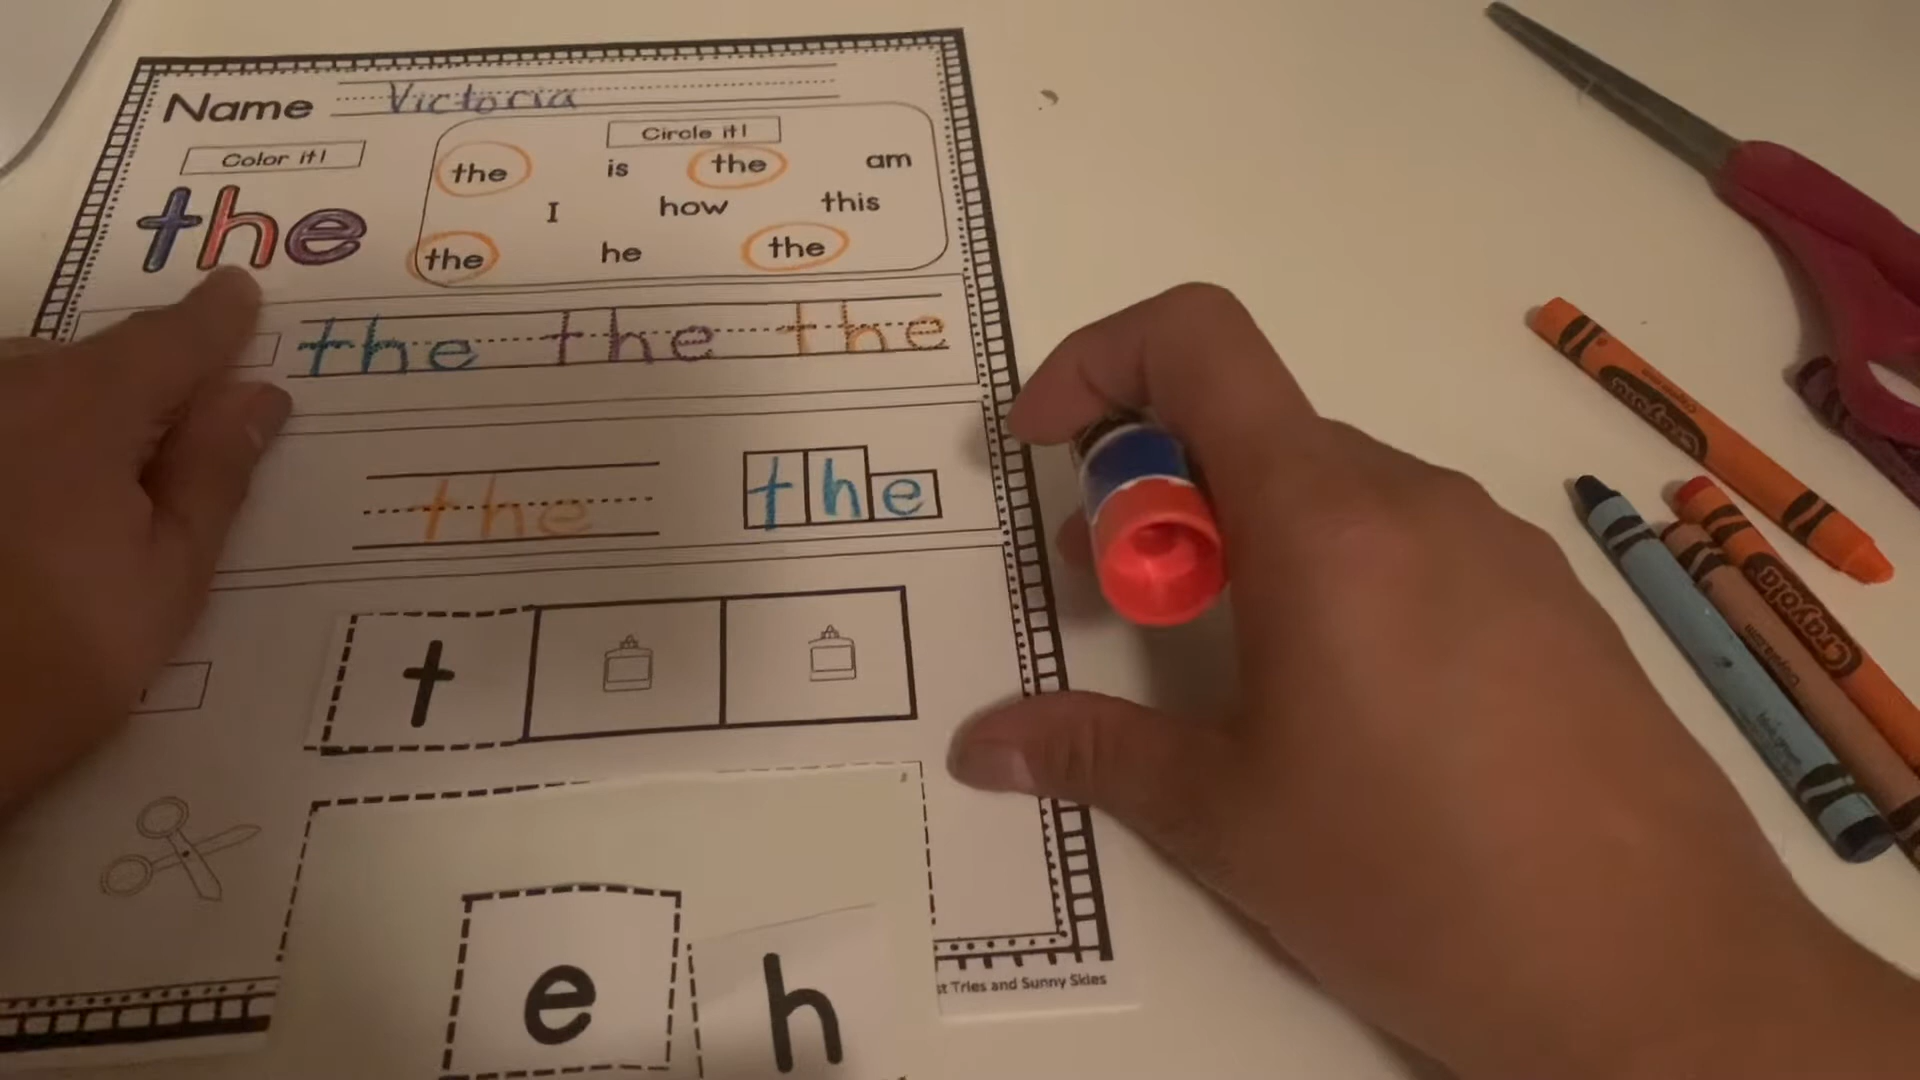 Name Victoria
Color it!
the
Circle it!
the is the am
I how this
the he the
the the the
the the
t
e h
st Tries and Sunny Skies
Crayola
Crayola